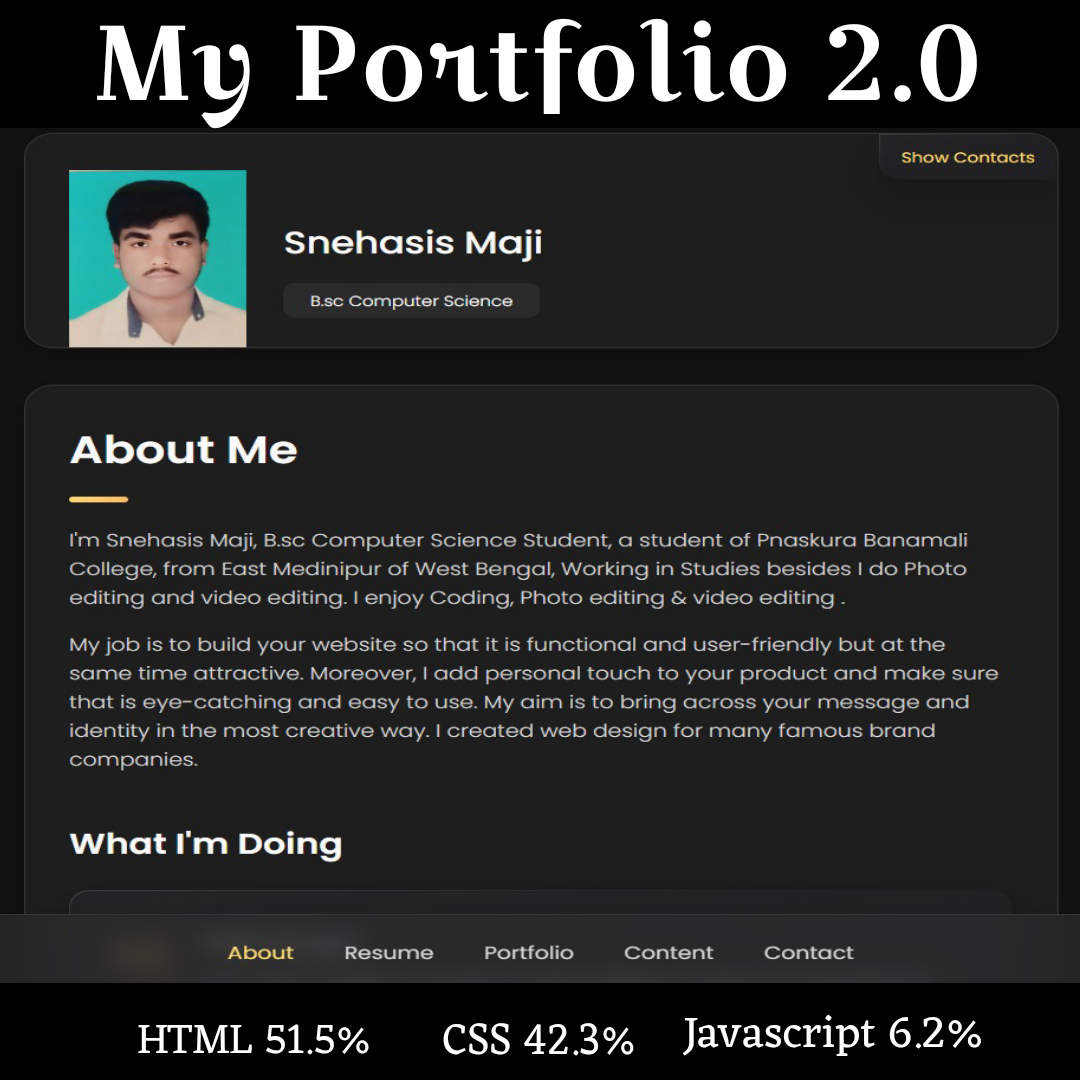 My Portfolio 2.0
Show Contacts
Snehasis Maji
B.sc Computer Science
About Me
I'm Snehasis Maji, B.sc Computer Science Student, a student of Pnaskura Banamali
College, from East Medinipur of West Bengal, Working in Studies besides I do Photo
editing and video editing. I enjoy Coding, Photo editing & video editing .
My job is to build your website so that it is functional and user-friendly but at the
same time attractive. Moreover, I add personal touch to your product and make sure
that is eye-catching and easy to use. My aim is to bring across your message and
identity in the most creative way. I created web design for many famous brand
companies.
What I'm Doing
About Resume Portfolio Content Contact
HTML 51.5% CSS 42.3% Javascript 6.2%